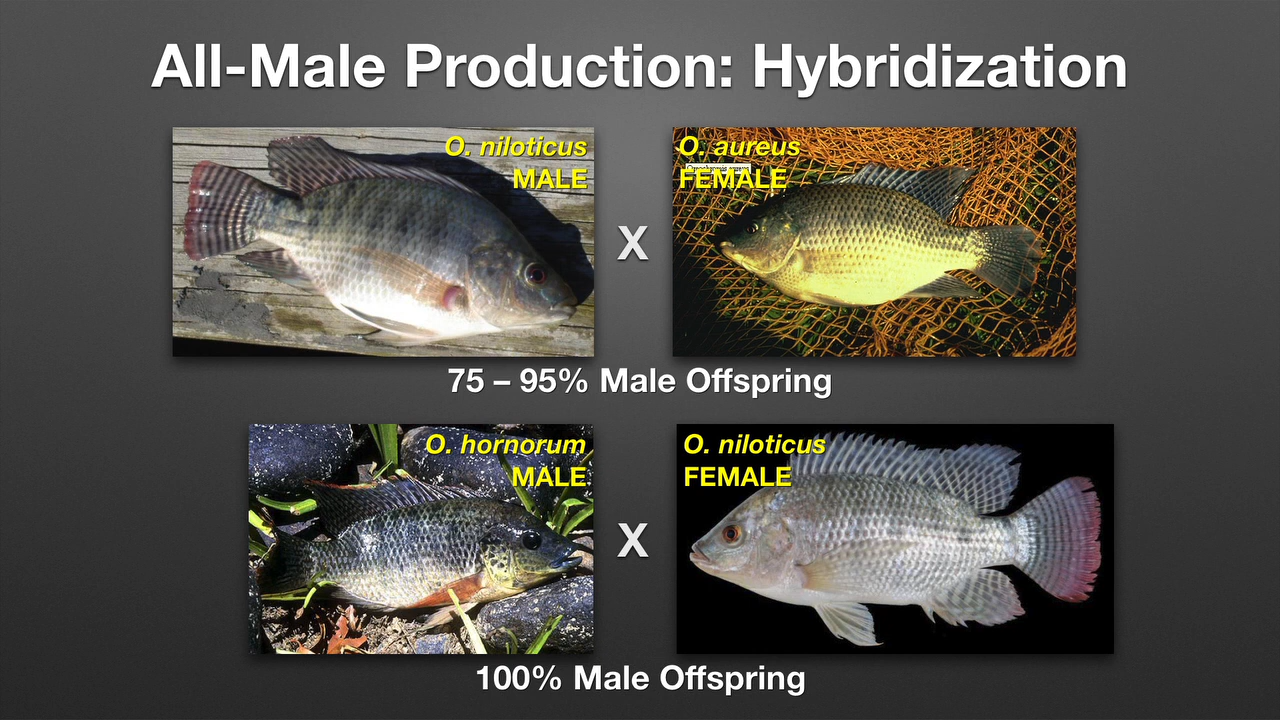 All-Male Production: Hybridization
O. niloticus
MALE
X
O. aureus
FEMALE
75 – 95% Male Offspring
O. hornorum
MALE
X
O. niloticus
FEMALE
100% Male Offspring